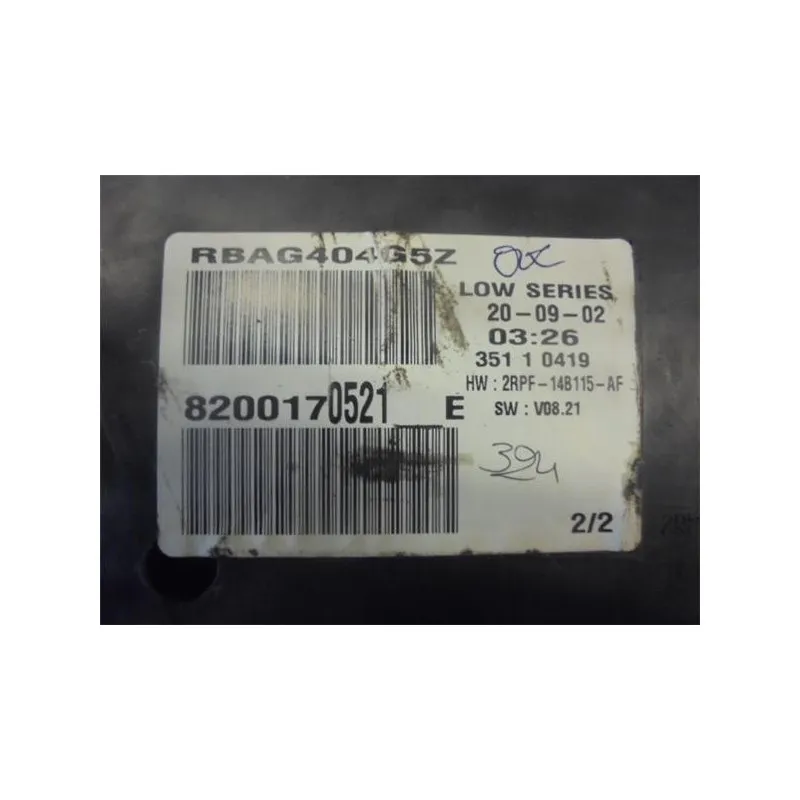 RBAG404G5Z
LOW SERIES
20-09-02
03:26
351 1 0419
HW : 2RPF-14B115-AF
SW : V08.21
8200170521__E
394
2/2